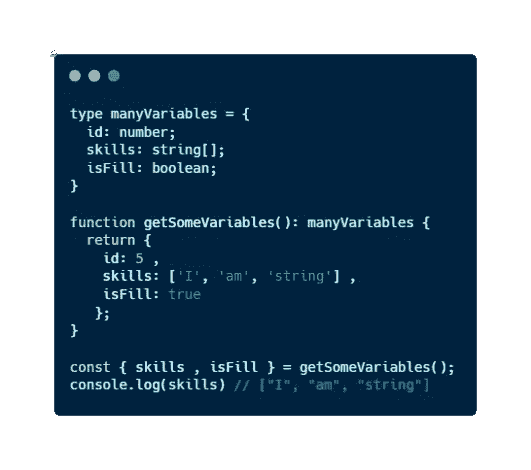 type manyVariables = {
id: number;
skills: string[];
isFill: boolean;
}
function getSomeVariables(): manyVariables {
return {
id: 5 ,
skills: ['I', 'am', 'string'] ,
isFill: true
};
}
const { skills , isFill } = getSomeVariables();
console.log(skills) // ["I", "am", "string"]